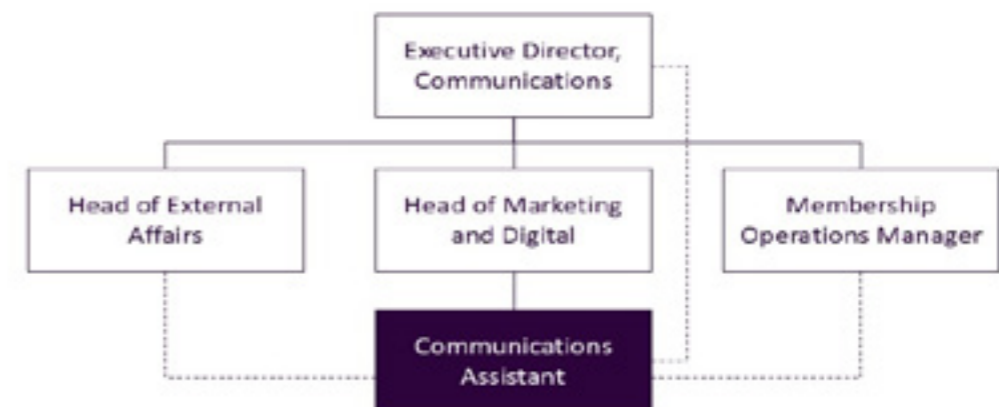 Executive Director,
Communications
Head of External
Affairs
Head of Marketing
and Digital
Membership
Operations Manager
Communications
Assistant